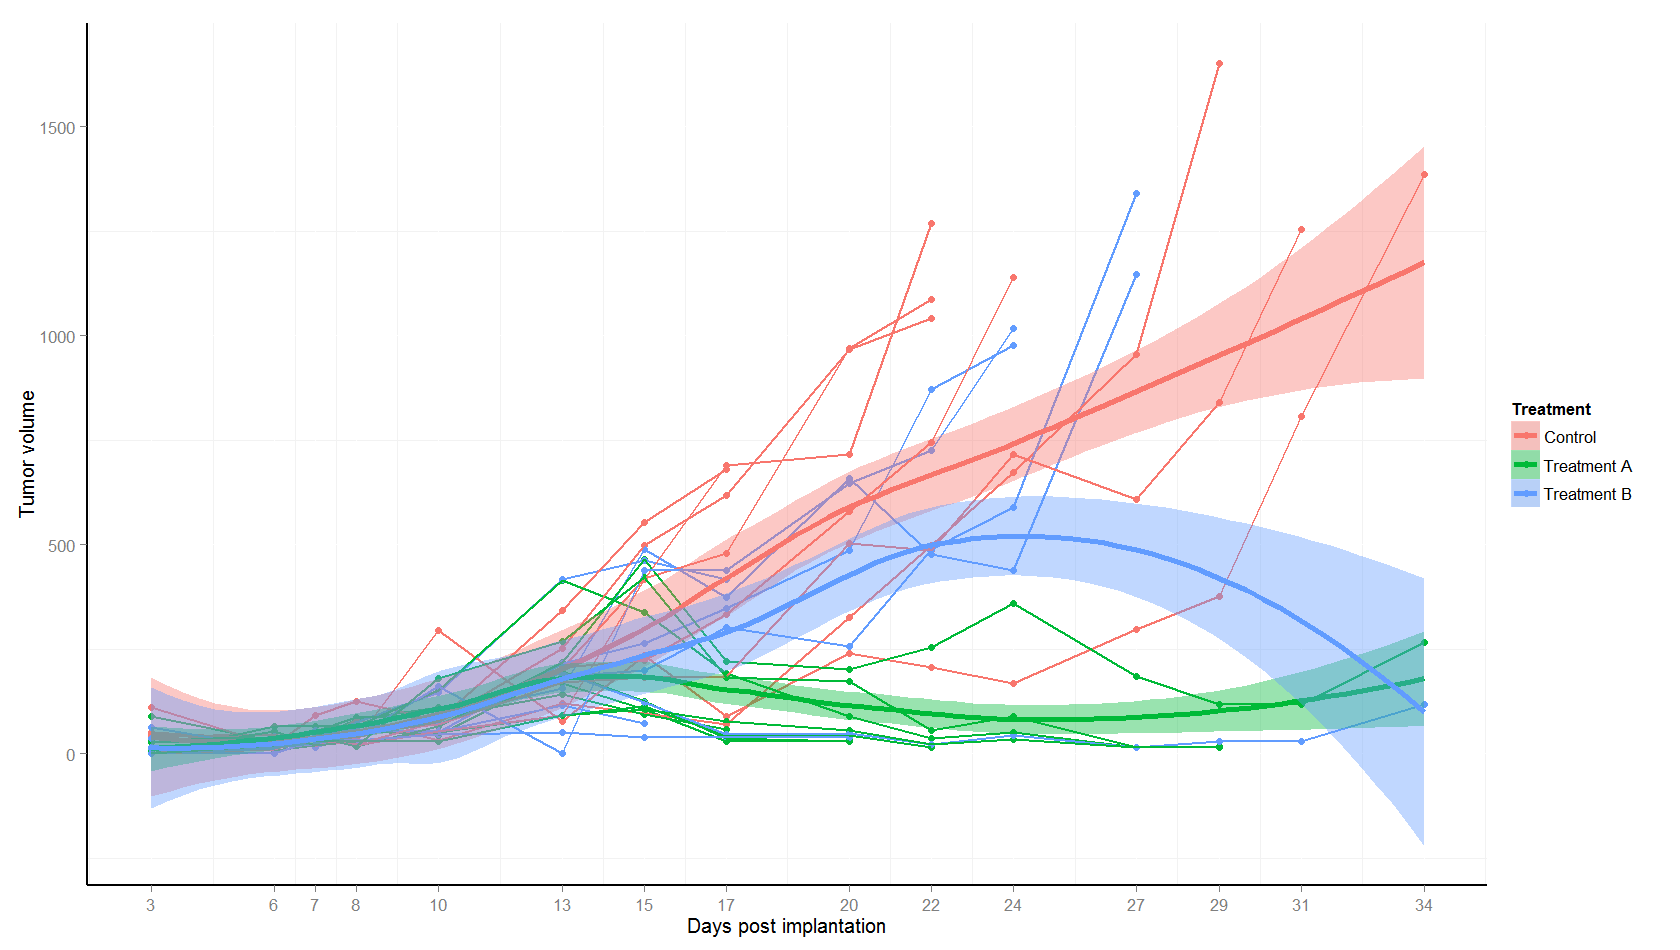 Tumor volume
1500
1000
500
0
3 6 7 8 10 13 15 17 20 22 24 27 29 31 34
Days post implantation
Treatment
Control
Treatment A
Treatment B